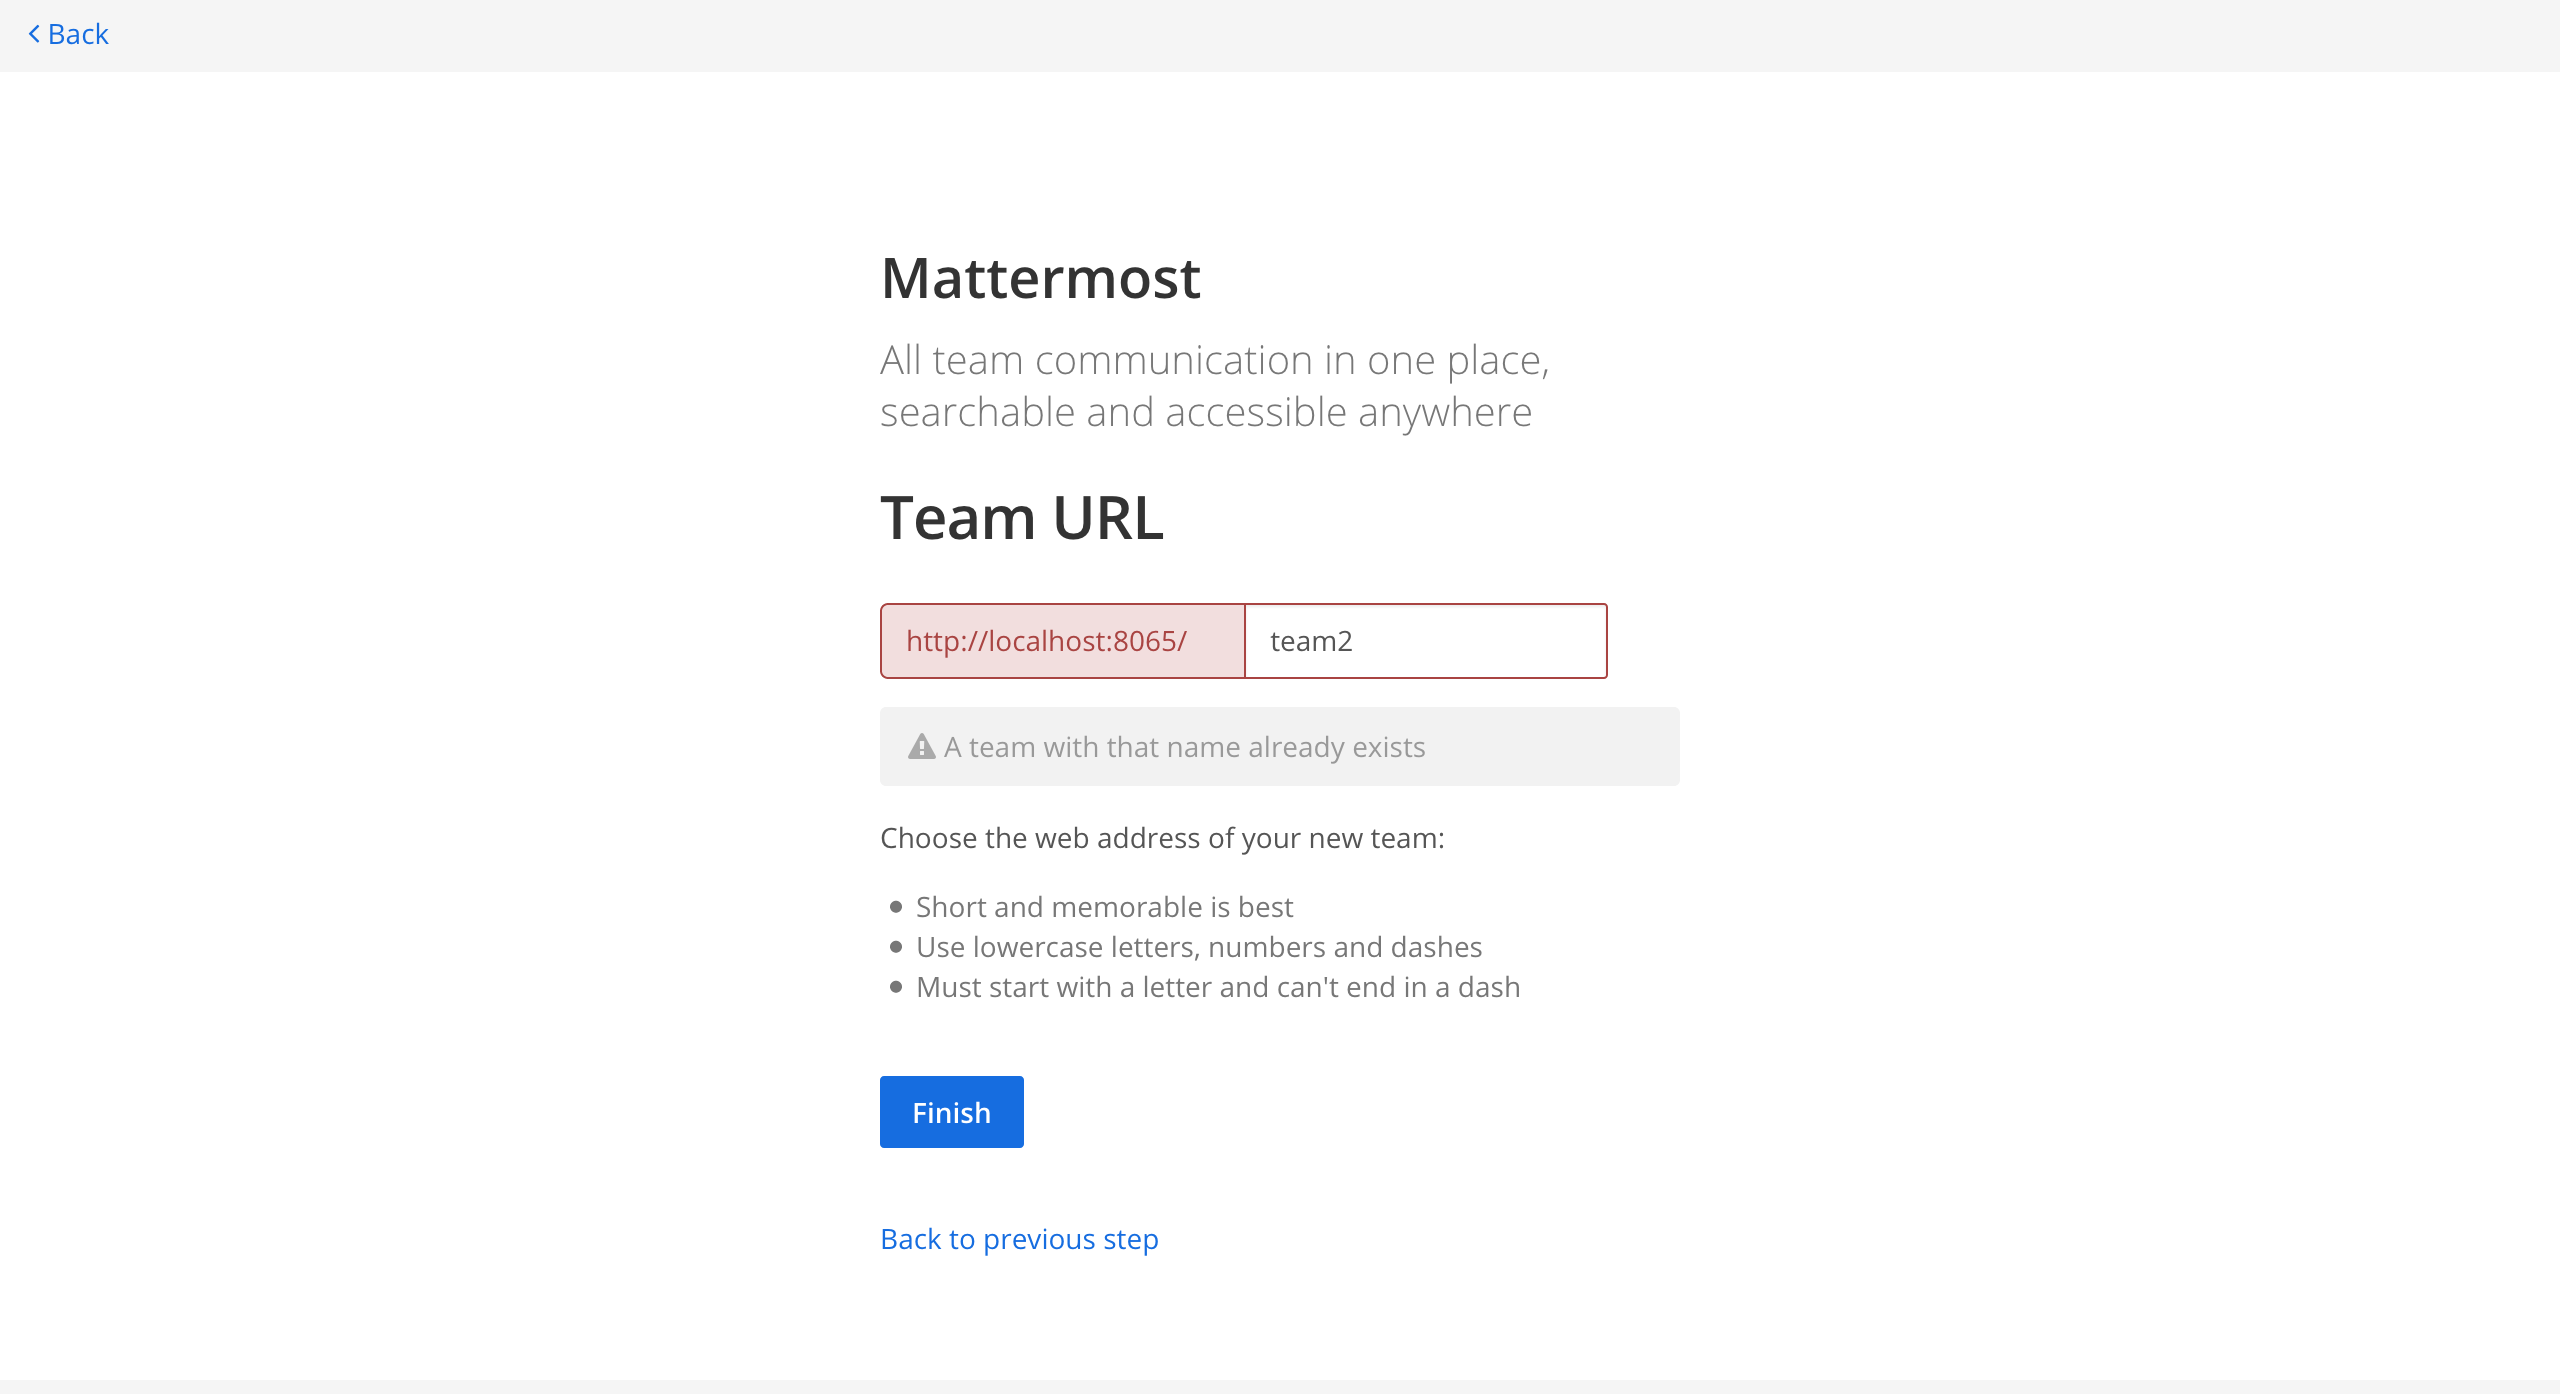 Back
Mattermost
All team communication in one place,
searchable and accessible anywhere
Team URL
http://localhost:8065/ team2
A team with that name already exists
Choose the web address of your new team:
Short and memorable is best
Use lowercase letters, numbers and dashes
Must start with a letter and can't end in a dash
Finish
Back to previous step